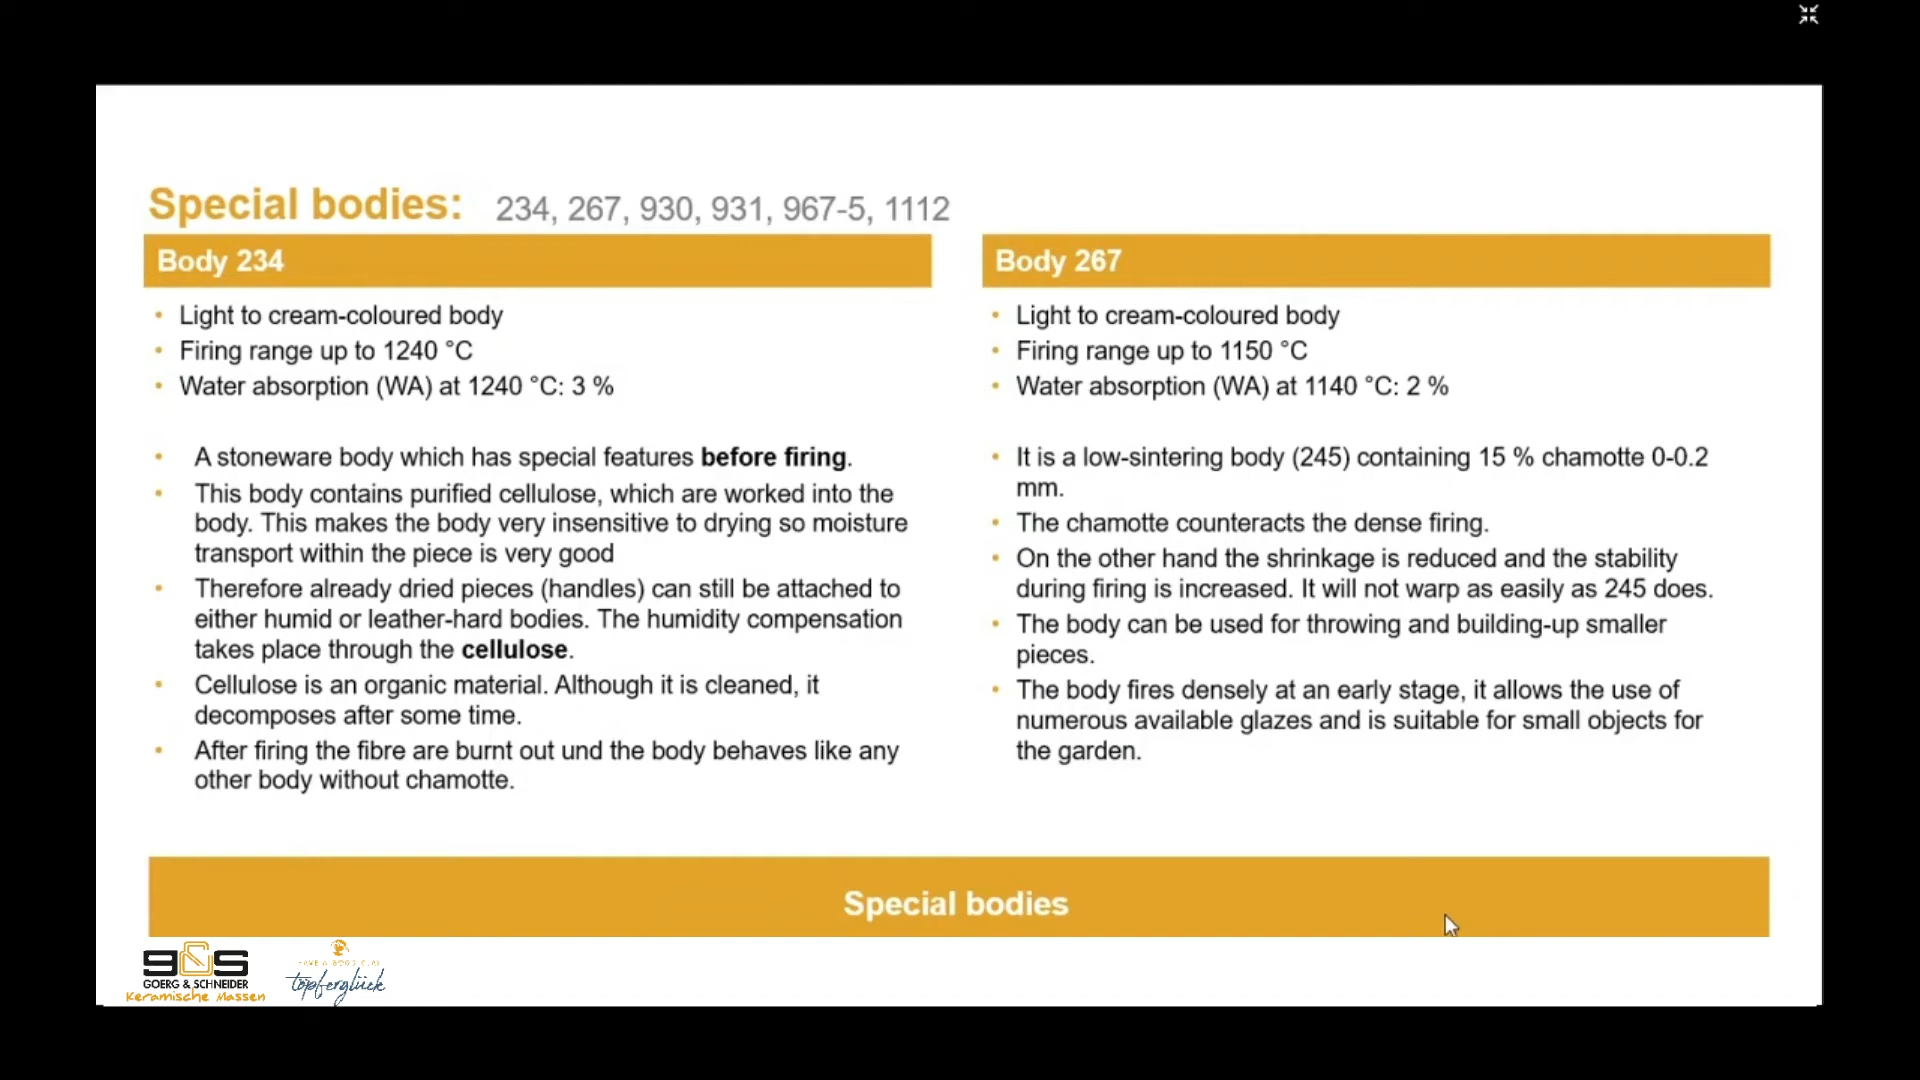 Special bodies: 234, 267, 930, 931, 967-5, 1112
Body 234
• Light to cream-coloured body
• Firing range up to 1240 °C
• Water absorption (WA) at 1240 °C: 3 %
• A stoneware body which has special features before firing.
• This body contains purified cellulose, which are worked into the
body. This makes the body very insensitive to drying so moisture
transport within the piece is very good
• Therefore already dried pieces (handles) can still be attached to
either humid or leather-hard bodies. The humidity compensation
takes place through the cellulose.
• Cellulose is an organic material. Although it is cleaned, it
decomposes after some time.
• After firing the fibre are burnt out und the body behaves like any
other body without chamotte.
Body 267
• Light to cream-coloured body
• Firing range up to 1150 °C
• Water absorption (WA) at 1140 °C: 2 %
• It is a low-sintering body (245) containing 15 % chamotte 0-0.2
mm.
• The chamotte counteracts the dense firing.
• On the other hand the shrinkage is reduced and the stability
during firing is increased. It will not warp as easily as 245 does.
• The body can be used for throwing and building-up smaller
pieces.
• The body fires densely at an early stage, it allows the use of
numerous available glazes and is suitable for small objects for
the garden.
Special bodies
g&s
GOERG & SCHNEIDER
Keramische Massen
töpferglück